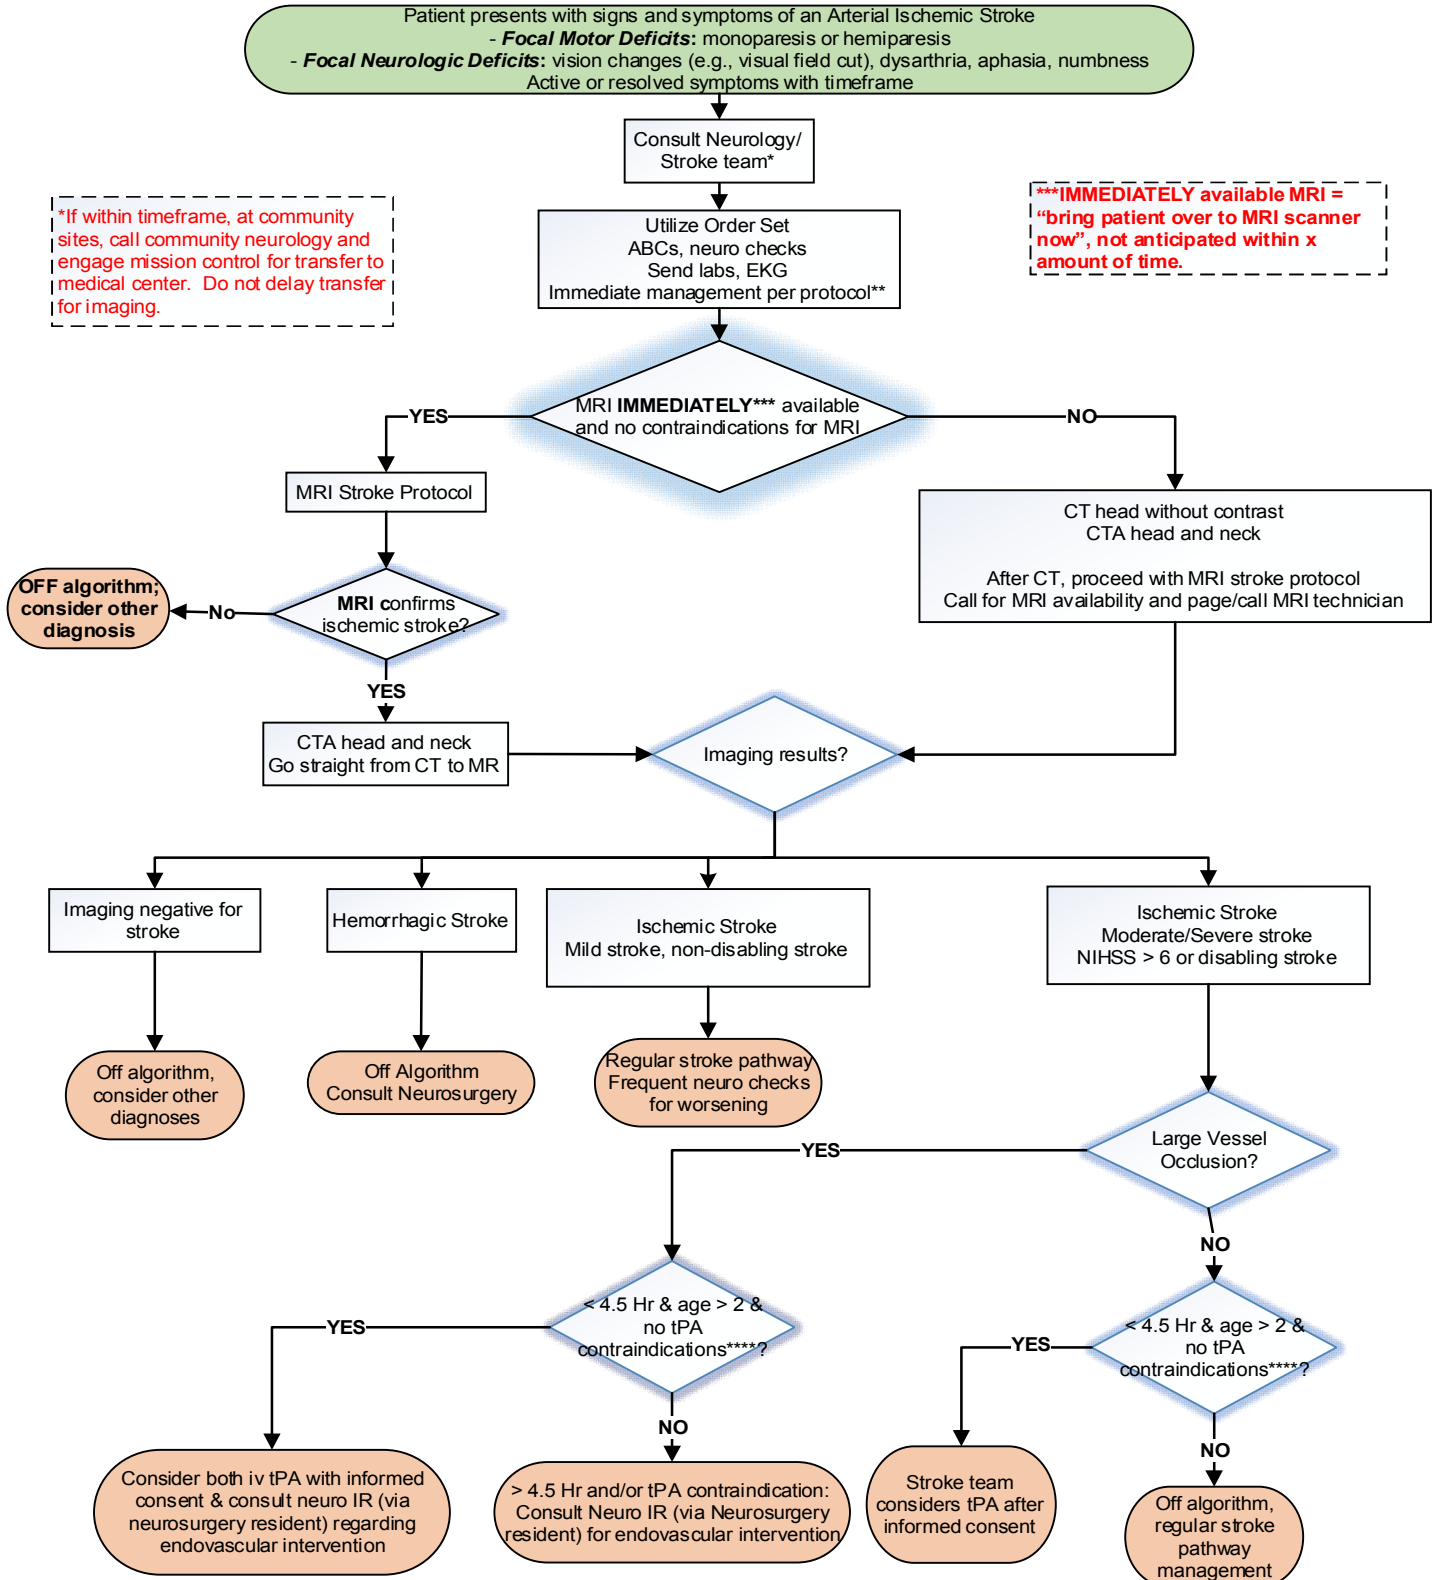 Patient presents with signs and symptoms of an Arterial Ischemic Stroke
- Focal Motor Deficits: monoparesis or hemiparesis
- Focal Neurologic Deficits: vision changes (e.g., visual field cut), dysarthria, aphasia, numbness
Active or resolved symptoms with timeframe
Consult Neurology/
Stroke team*
*If within timeframe, at community
sites, call community neurology and
engage mission control for transfer to
medical center. Do not delay transfer
for imaging.
***IMMEDIATELY available MRI =
“bring patient over to MRI scanner
now”, not anticipated within x
amount of time.
Utilize Order Set
ABCs, neuro checks
Send labs, EKG
Immediate management per protocol**
MRI IMMEDIATELY*** available
and no contraindications for MRI
YES
NO
MRI Stroke Protocol
CT head without contrast
CTA head and neck
After CT, proceed with MRI stroke protocol
Call for MRI availability and page/call MRI technician
MRI confirms
ischemic stroke?
No
OFF algorithm;
consider other
diagnosis
YES
CTA head and neck
Go straight from CT to MR
Imaging results?
Imaging negative for
stroke
Hemorrhagic Stroke
Ischemic Stroke
Mild stroke, non-disabling stroke
Ischemic Stroke
Moderate/Severe stroke
NIHSS > 6 or disabling stroke
Off algorithm,
consider other
diagnoses
Off Algorithm
Consult Neurosurgery
Regular stroke pathway
Frequent neuro checks
for worsening
Large Vessel
Occlusion?
YES
NO
< 4.5 Hr & age > 2 &
no tPA
contraindications****?
YES
NO
< 4.5 Hr & age > 2 &
no tPA
contraindications****?
YES
NO
Consider both iv tPA with informed
consent & consult neuro IR (via
neurosurgery resident) regarding
endovascular intervention
> 4.5 Hr and/or tPA contraindication:
Consult Neuro IR (via Neurosurgery
resident) for endovascular intervention
Stroke team
considers tPA after
informed consent
Off algorithm,
regular stroke
pathway
management